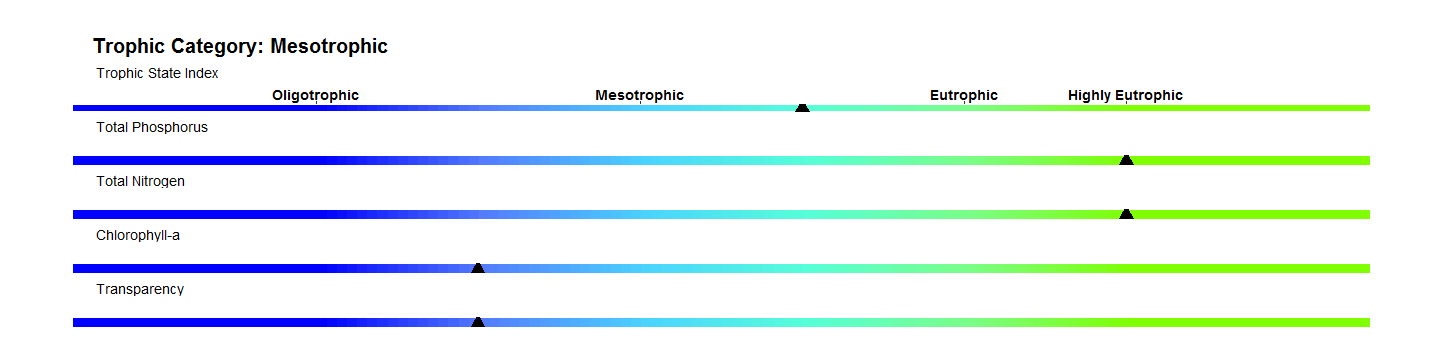 Trophic Category: Mesotrophic
Trophic State Index
Oligotrophic Mesotrophic Eutrophic Highly Eutrophic
Total Phosphorus
Total Nitrogen
Chlorophyll-a
Transparency